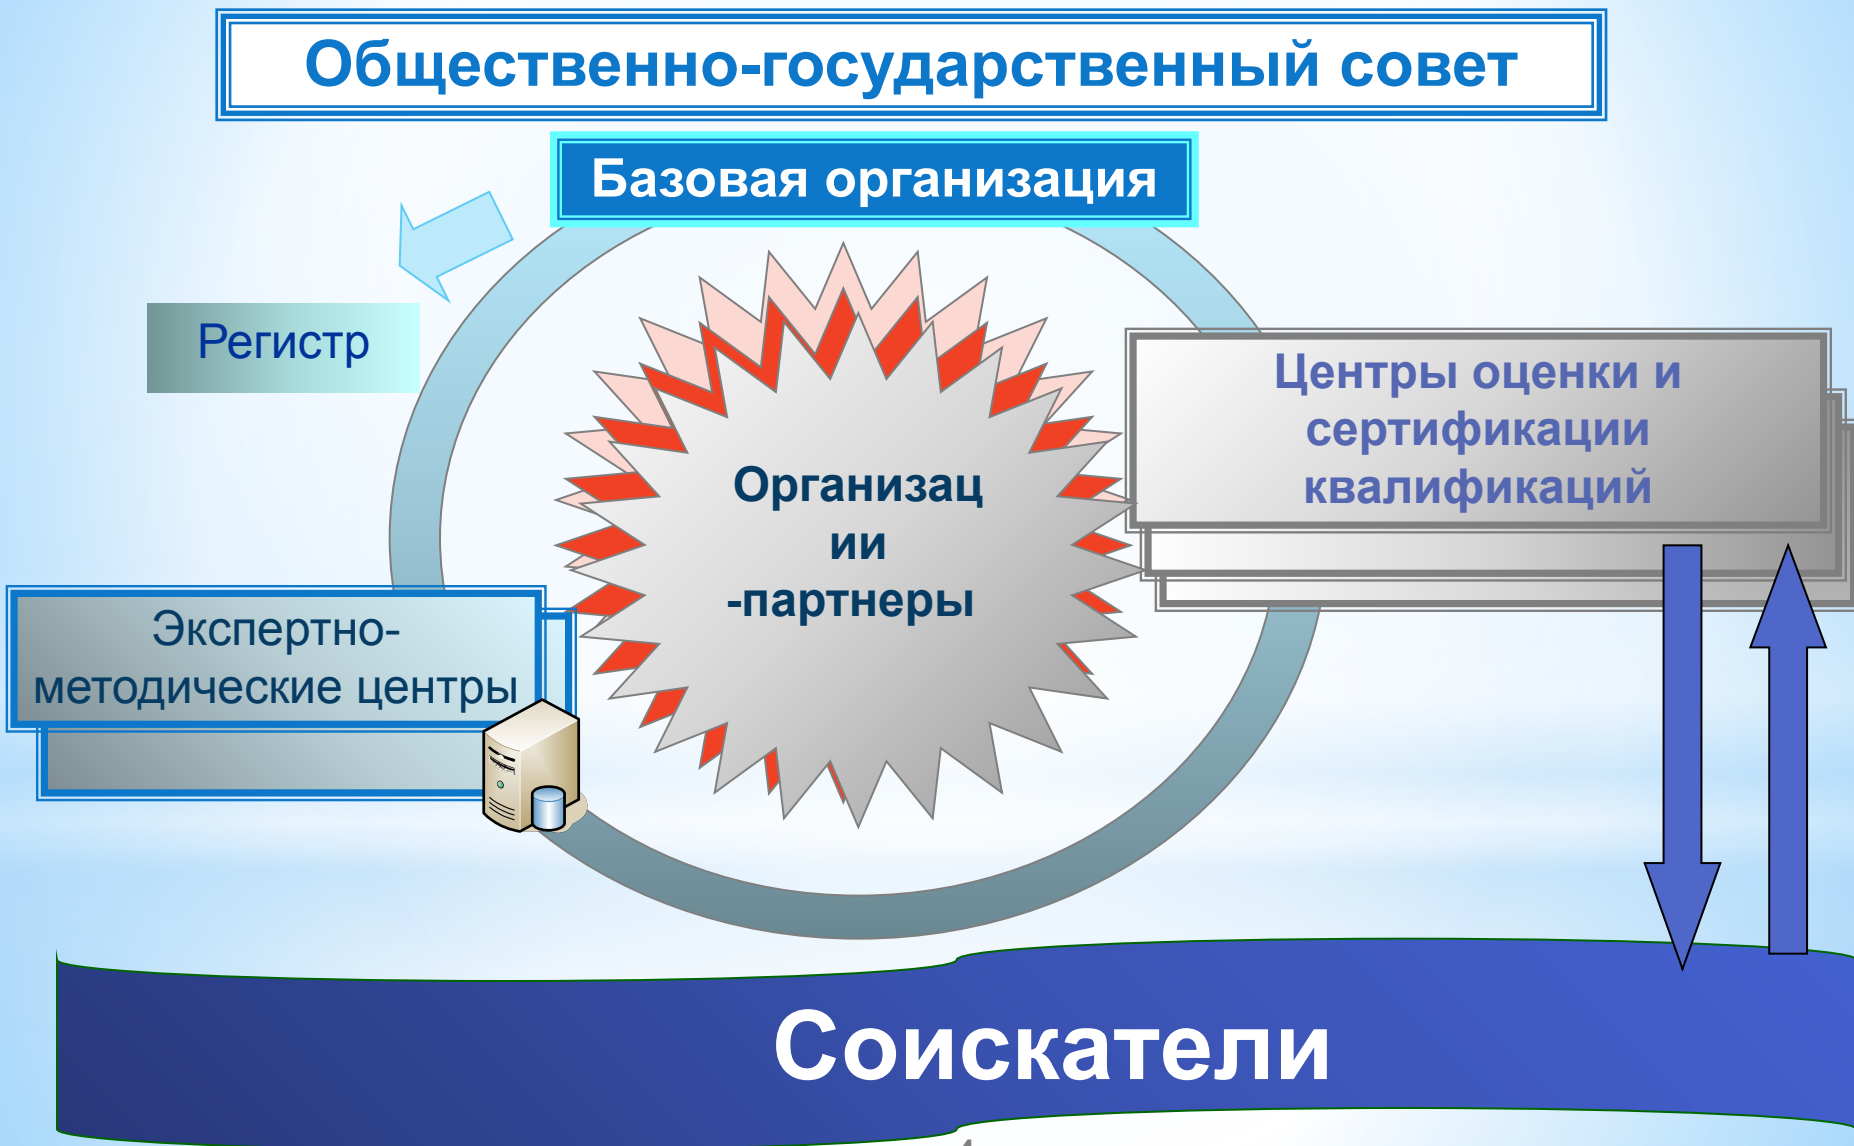 Общественно-государственный совет
Базовая организация
Регистр
Центры оценки и
сертификации
квалификаций
Организац
ии
-партнеры
Экспертно-
методические центры
Соискатели